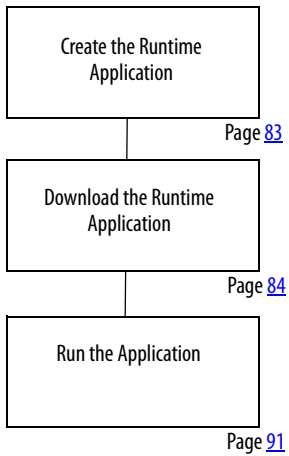 Create the Runtime
Application
Page 83
Download the Runtime
Application
Page 84
Run the Application
Page 91